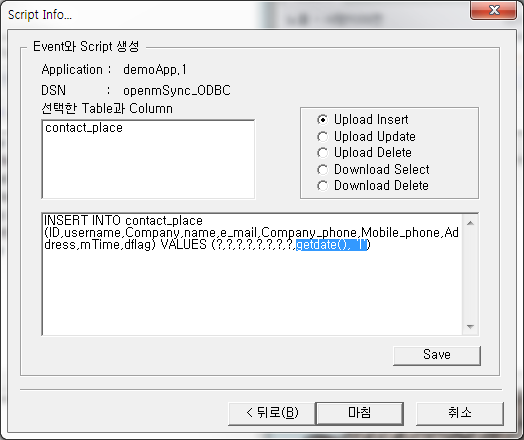 Script Info...
Event와 Script 생성
Application : demoApp,1
DSN : openmSync_ODBC
선택한 Table과 Column
contact_place
Upload Insert
Upload Update
Upload Delete
Download Select
Download Delete
INSERT INTO contact_place
(ID,username,Company,name,e_mail,Company_phone,Mobile_phone,Ad
dress,mTime,dflag) VALUES (?,?,?,?,?,?,?,?,getdate(), 'I')
Save
< 뒤로(B)
마침
취소